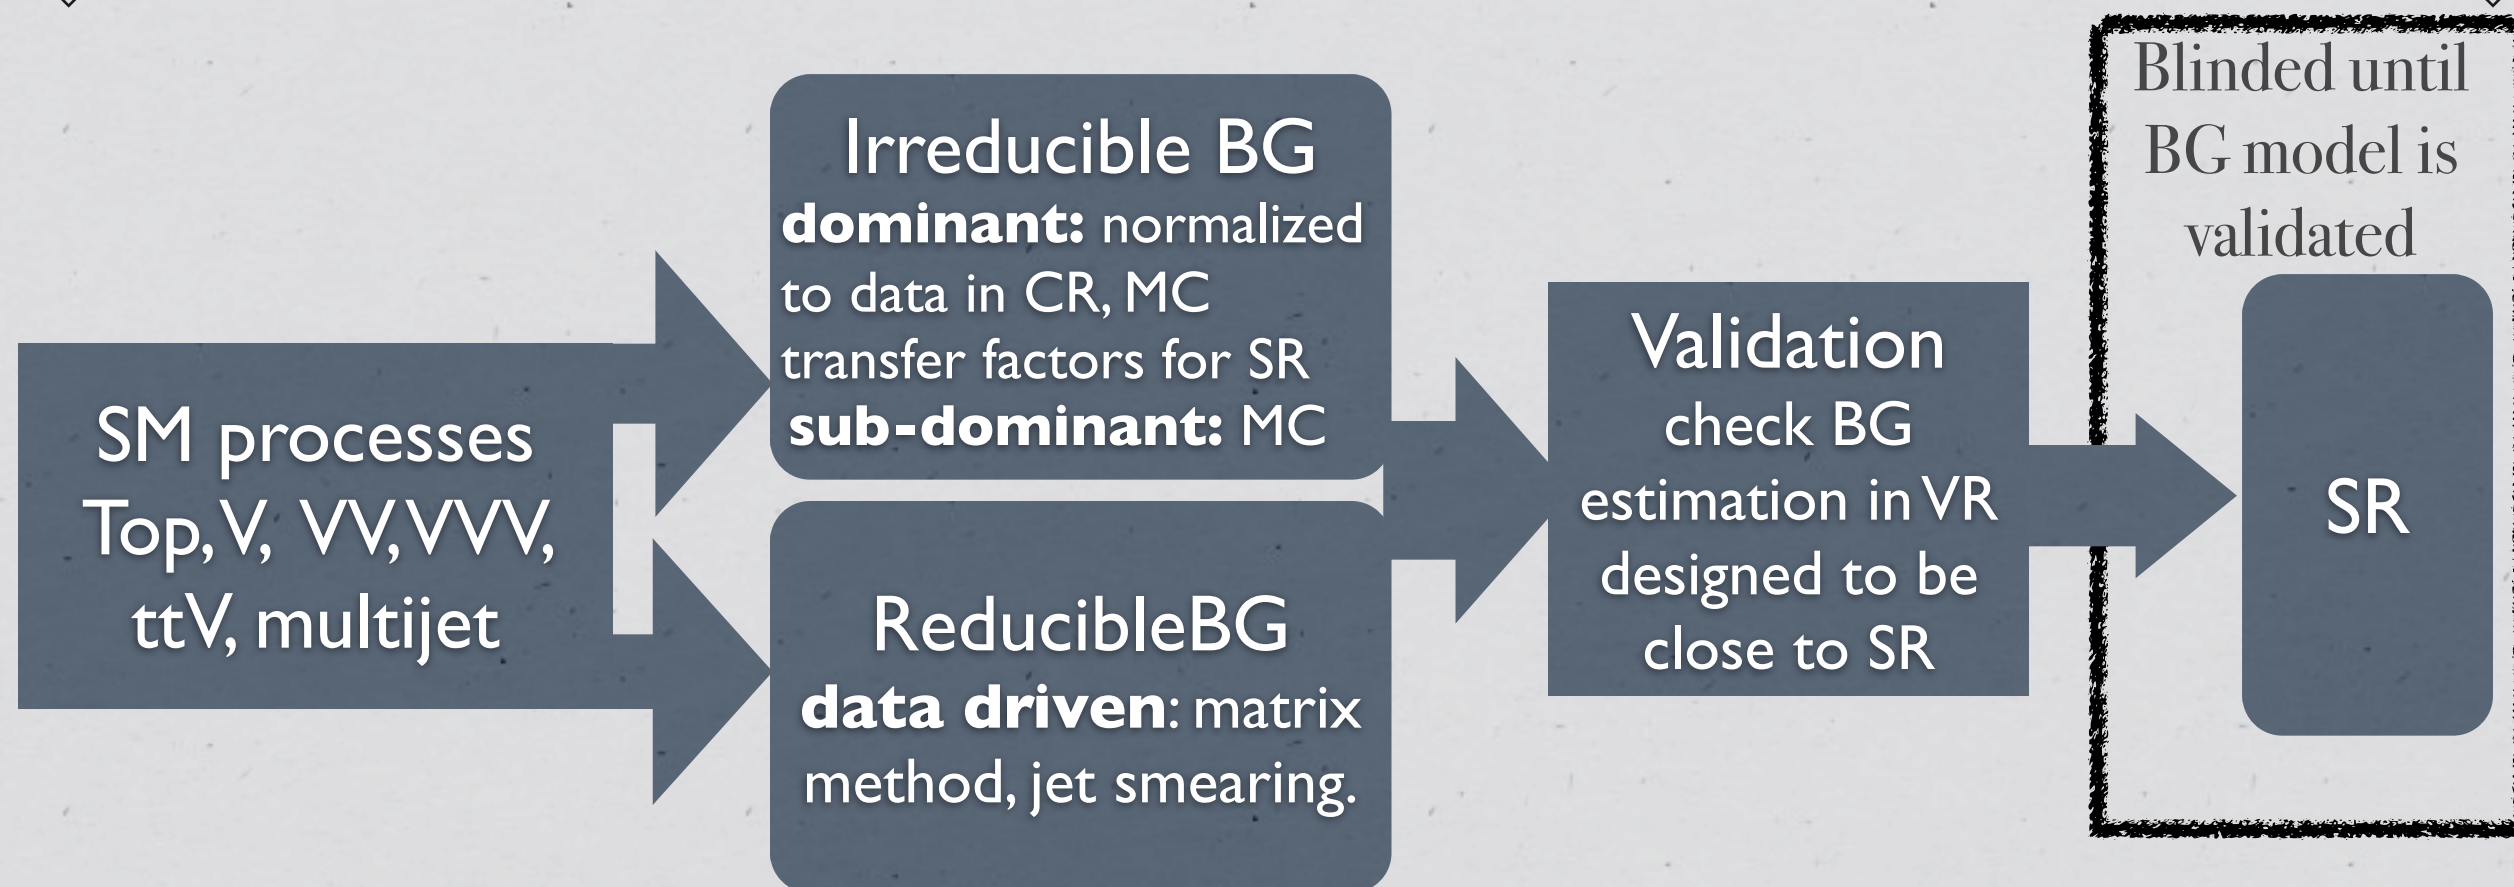 SM processes
Top, V, VV, VVV,
ttV, multijet
Irreducible BG
dominant: normalized
to data in CR, MC
transfer factors for SR
sub-dominant: MC
ReducibleBG
data driven: matrix
method, jet smearing.
Validation
check BG
estimation in VR
designed to be
close to SR
Blinded until
BG model is
validated
SR